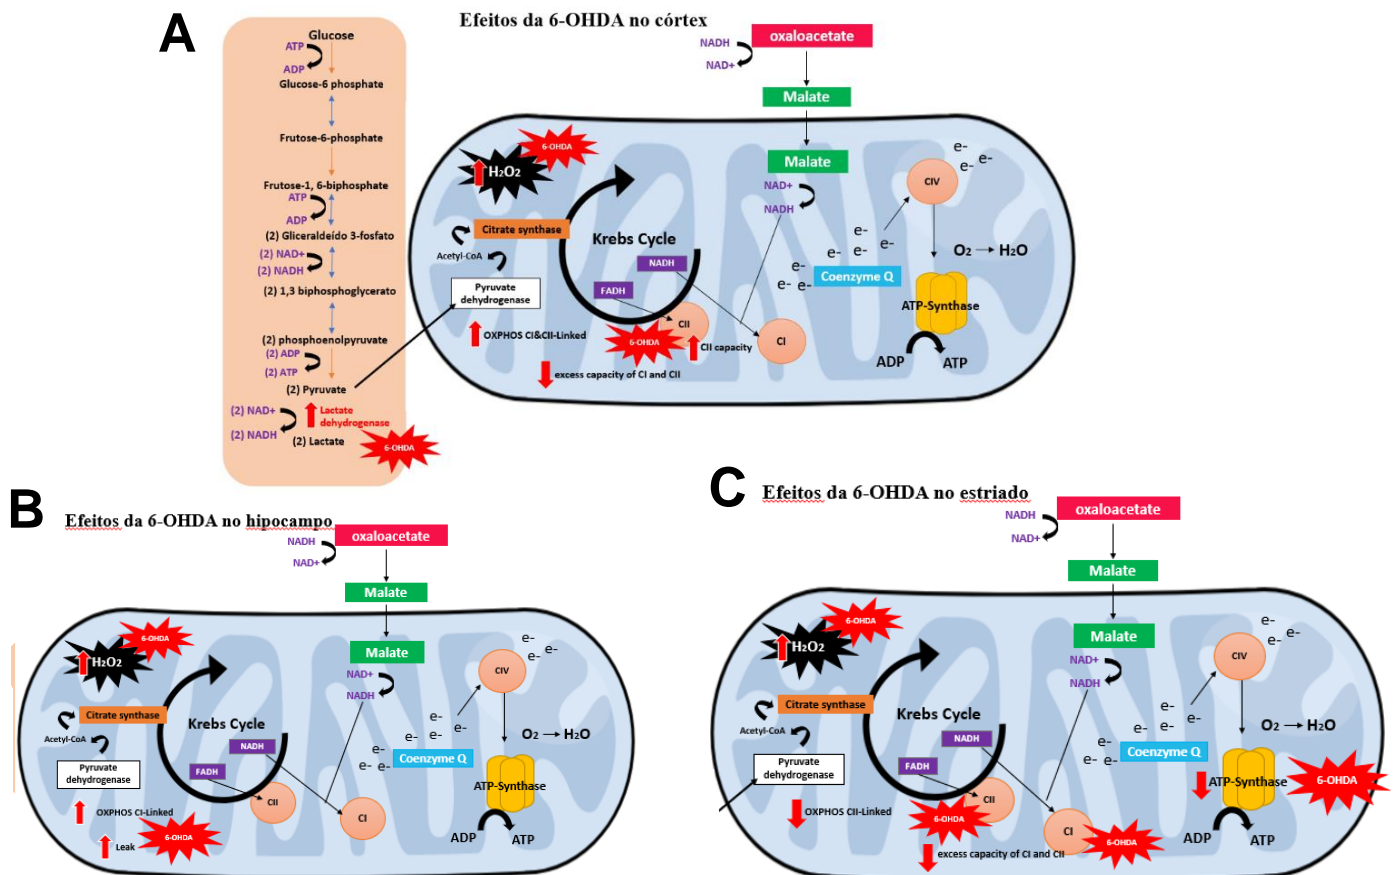 A
Efeitos da 6-OHDA no córtex
Glucose
ATP
ADP
Glucose-6 phosphate
Frutose-6-phosphate
Frutose-1, 6-biphosphate
ATP
ADP
(2) Gliceraldeído 3-fosfato
(2) NAD+
(2) NADH
(2) 1,3 biphosphoglycerato
(2) phosphoenolpyruvate
(2) ADP
(2) ATP
(2) Pyruvate
(2) NAD+
Lactate
dehydrogenase
(2) NADH
(2) Lactate
6-OHDA
NADH
NAD+
oxaloacetate
Malate
Malate
NAD+
NADH
6-OHDA
H2O2
Citrate synthase
Acetyl-CoA
Pyruvate
dehydrogenase
Krebs Cycle
NADH
FADH
CII
6-OHDA
CII capacity
CI
OXPHOS CI&CII-Linked
excess capacity of CI and CII
e-
e-
e-
e-
e-
e-
e-
e-
e-
Coenzyme Q
CIV
O2
H2O
ATP-Synthase
ADP
ATP
B
Efeitos da 6-OHDA no hipocampo
NADH
NAD+
oxaloacetate
Malate
Malate
NAD+
NADH
6-OHDA
H2O2
Citrate synthase
Acetyl-CoA
Pyruvate
dehydrogenase
Krebs Cycle
NADH
FADH
CII
CI
OXPHOS CI-Linked
Leak
6-OHDA
e-
e-
e-
e-
e-
e-
e-
e-
e-
Coenzyme Q
CIV
O2
H2O
ATP-Synthase
ADP
ATP
C
Efeitos da 6-OHDA no estriado
NADH
NAD+
oxaloacetate
Malate
Malate
NAD+
NADH
6-OHDA
H2O2
Citrate synthase
Acetyl-CoA
Pyruvate
dehydrogenase
Krebs Cycle
NADH
FADH
CII
6-OHDA
CI
6-OHDA
OXPHOS CII-Linked
excess capacity of CI and CII
e-
e-
e-
e-
e-
e-
e-
e-
e-
Coenzyme Q
CIV
O2
H2O
ATP-Synthase
6-OHDA
ADP
ATP